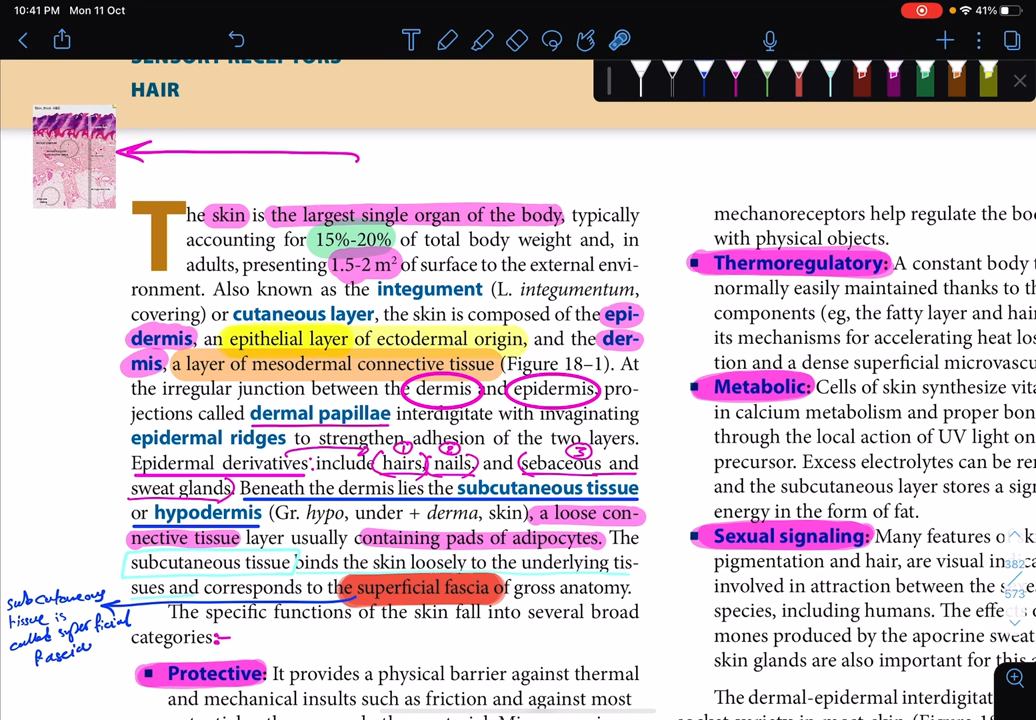 10:41 PM Mon 11 Oct
41%
SENSORY RECEPTORS
HAIR
The skin is the largest single organ of the body, typically
accounting for 15%-20% of total body weight and, in
adults, presenting 1.5-2 m² of surface to the external envi-
ronment. Also known as the integument (L. integumentum,
covering) or cutaneous layer, the skin is composed of the epi-
dermis, an epithelial layer of ectodermal origin, and the der-
mis, a layer of mesodermal connective tissue (Figure 18–1). At
the irregular junction between the dermis and epidermis, pro-
jections called dermal papillae interdigitate with invaginating
epidermal ridges to strengthen adhesion of the two layers.
1 2 3
Epidermal derivatives include hairs, nails, and sebaceous and
sweat glands. Beneath the dermis lies the subcutaneous tissue
or hypodermis (Gr. hypo, under + derma, skin), a loose con-
nective tissue layer usually containing pads of adipocytes. The
subcutaneous tissue binds the skin loosely to the underlying tis-
sues and corresponds to the superficial fascia of gross anatomy.
The specific functions of the skin fall into several broad
categories:
subcutaneous
tissue is
called superficial
fascia
■ Protective: It provides a physical barrier against thermal
and mechanical insults such as friction and against most
mechanoreceptors help regulate the bo
with physical objects.
■ Thermoregulatory: A constant body
normally easily maintained thanks to th
components (eg, the fatty layer and hair
its mechanisms for accelerating heat los
tion and a dense superficial microvascu
■ Metabolic: Cells of skin synthesize vita
in calcium metabolism and proper bon
through the local action of UV light on
precursor. Excess electrolytes can be re
and the subcutaneous layer stores a sig
energy in the form of fat.
■ Sexual signaling: Many features o
pigmentation and hair, are visual in
involved in attraction between the s
species, including humans. The effec
mones produced by the apocrine sweat
skin glands are also important for this a
The dermal-epidermal interdigitat
382
573